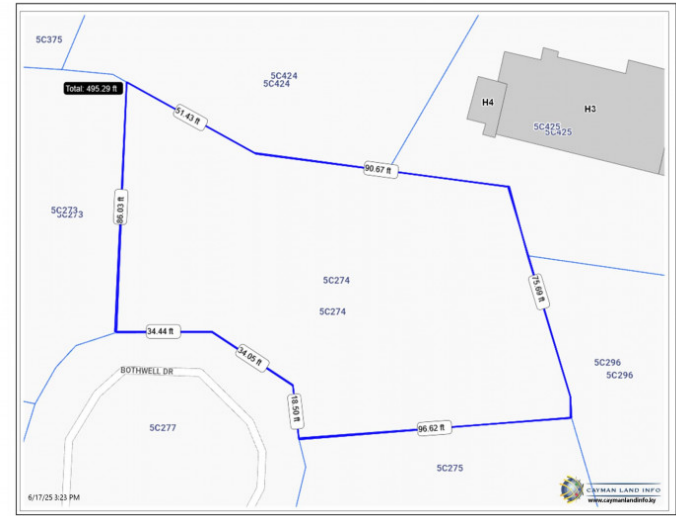 5C375
5C424
5C424
Total: 495.29 ft
51.43 ft
H4
H3
5C425
5C425
90.67 ft
86.03 ft
5C273
5C273
5C274
5C274
75.69 ft
34.44 ft
34.05 ft
BOTHWELL DR
5C296
5C296
18.50 ft
96.62 ft
5C277
5C275
6/17/25 3:23 PM
CAYMAN LAND INFO
www.caymanlandinfo.ky